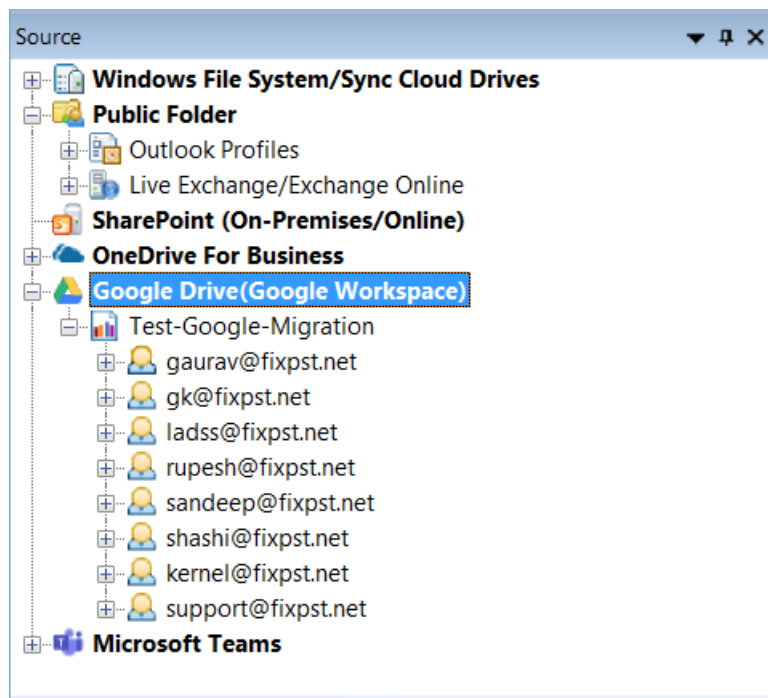 Source
Windows File System/Sync Cloud Drives
Public Folder
Outlook Profiles
Live Exchange/Exchange Online
SharePoint (On-Premises/Online)
OneDrive For Business
Google Drive(Google Workspace)
Test-Google-Migration
gaurav@fixpst.net
gk@fixpst.net
ladss@fixpst.net
rupesh@fixpst.net
sandeep@fixpst.net
shashi@fixpst.net
kernel@fixpst.net
support@fixpst.net
Microsoft Teams